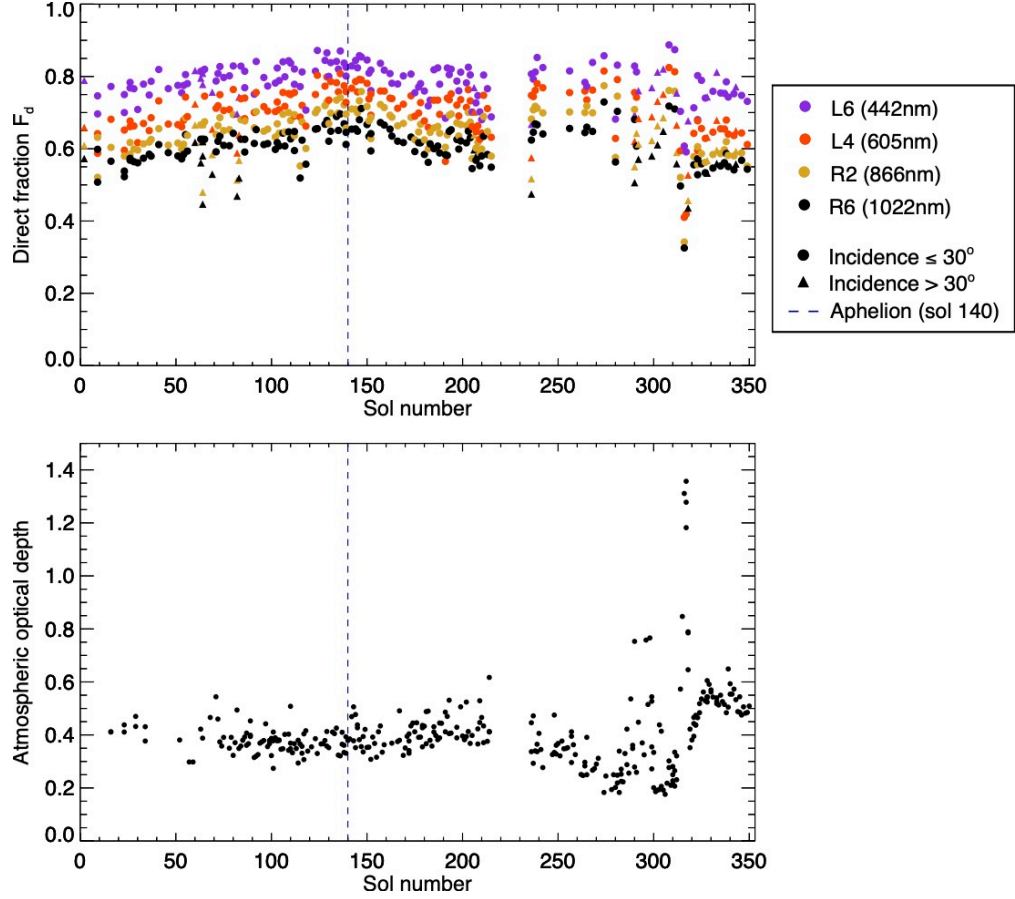 1.0
0.8
0.6
0.4
0.2
0.0
Direct fraction F_d
0 50 100 150 200 250 300 350
Sol number
L6 (442nm)
L4 (605nm)
R2 (866nm)
R6 (1022nm)
Incidence ≤ 30°
Incidence > 30°
Aphelion (sol 140)
1.4
1.2
1.0
0.8
0.6
0.4
0.2
0.0
Atmospheric optical depth
0 50 100 150 200 250 300 350
Sol number